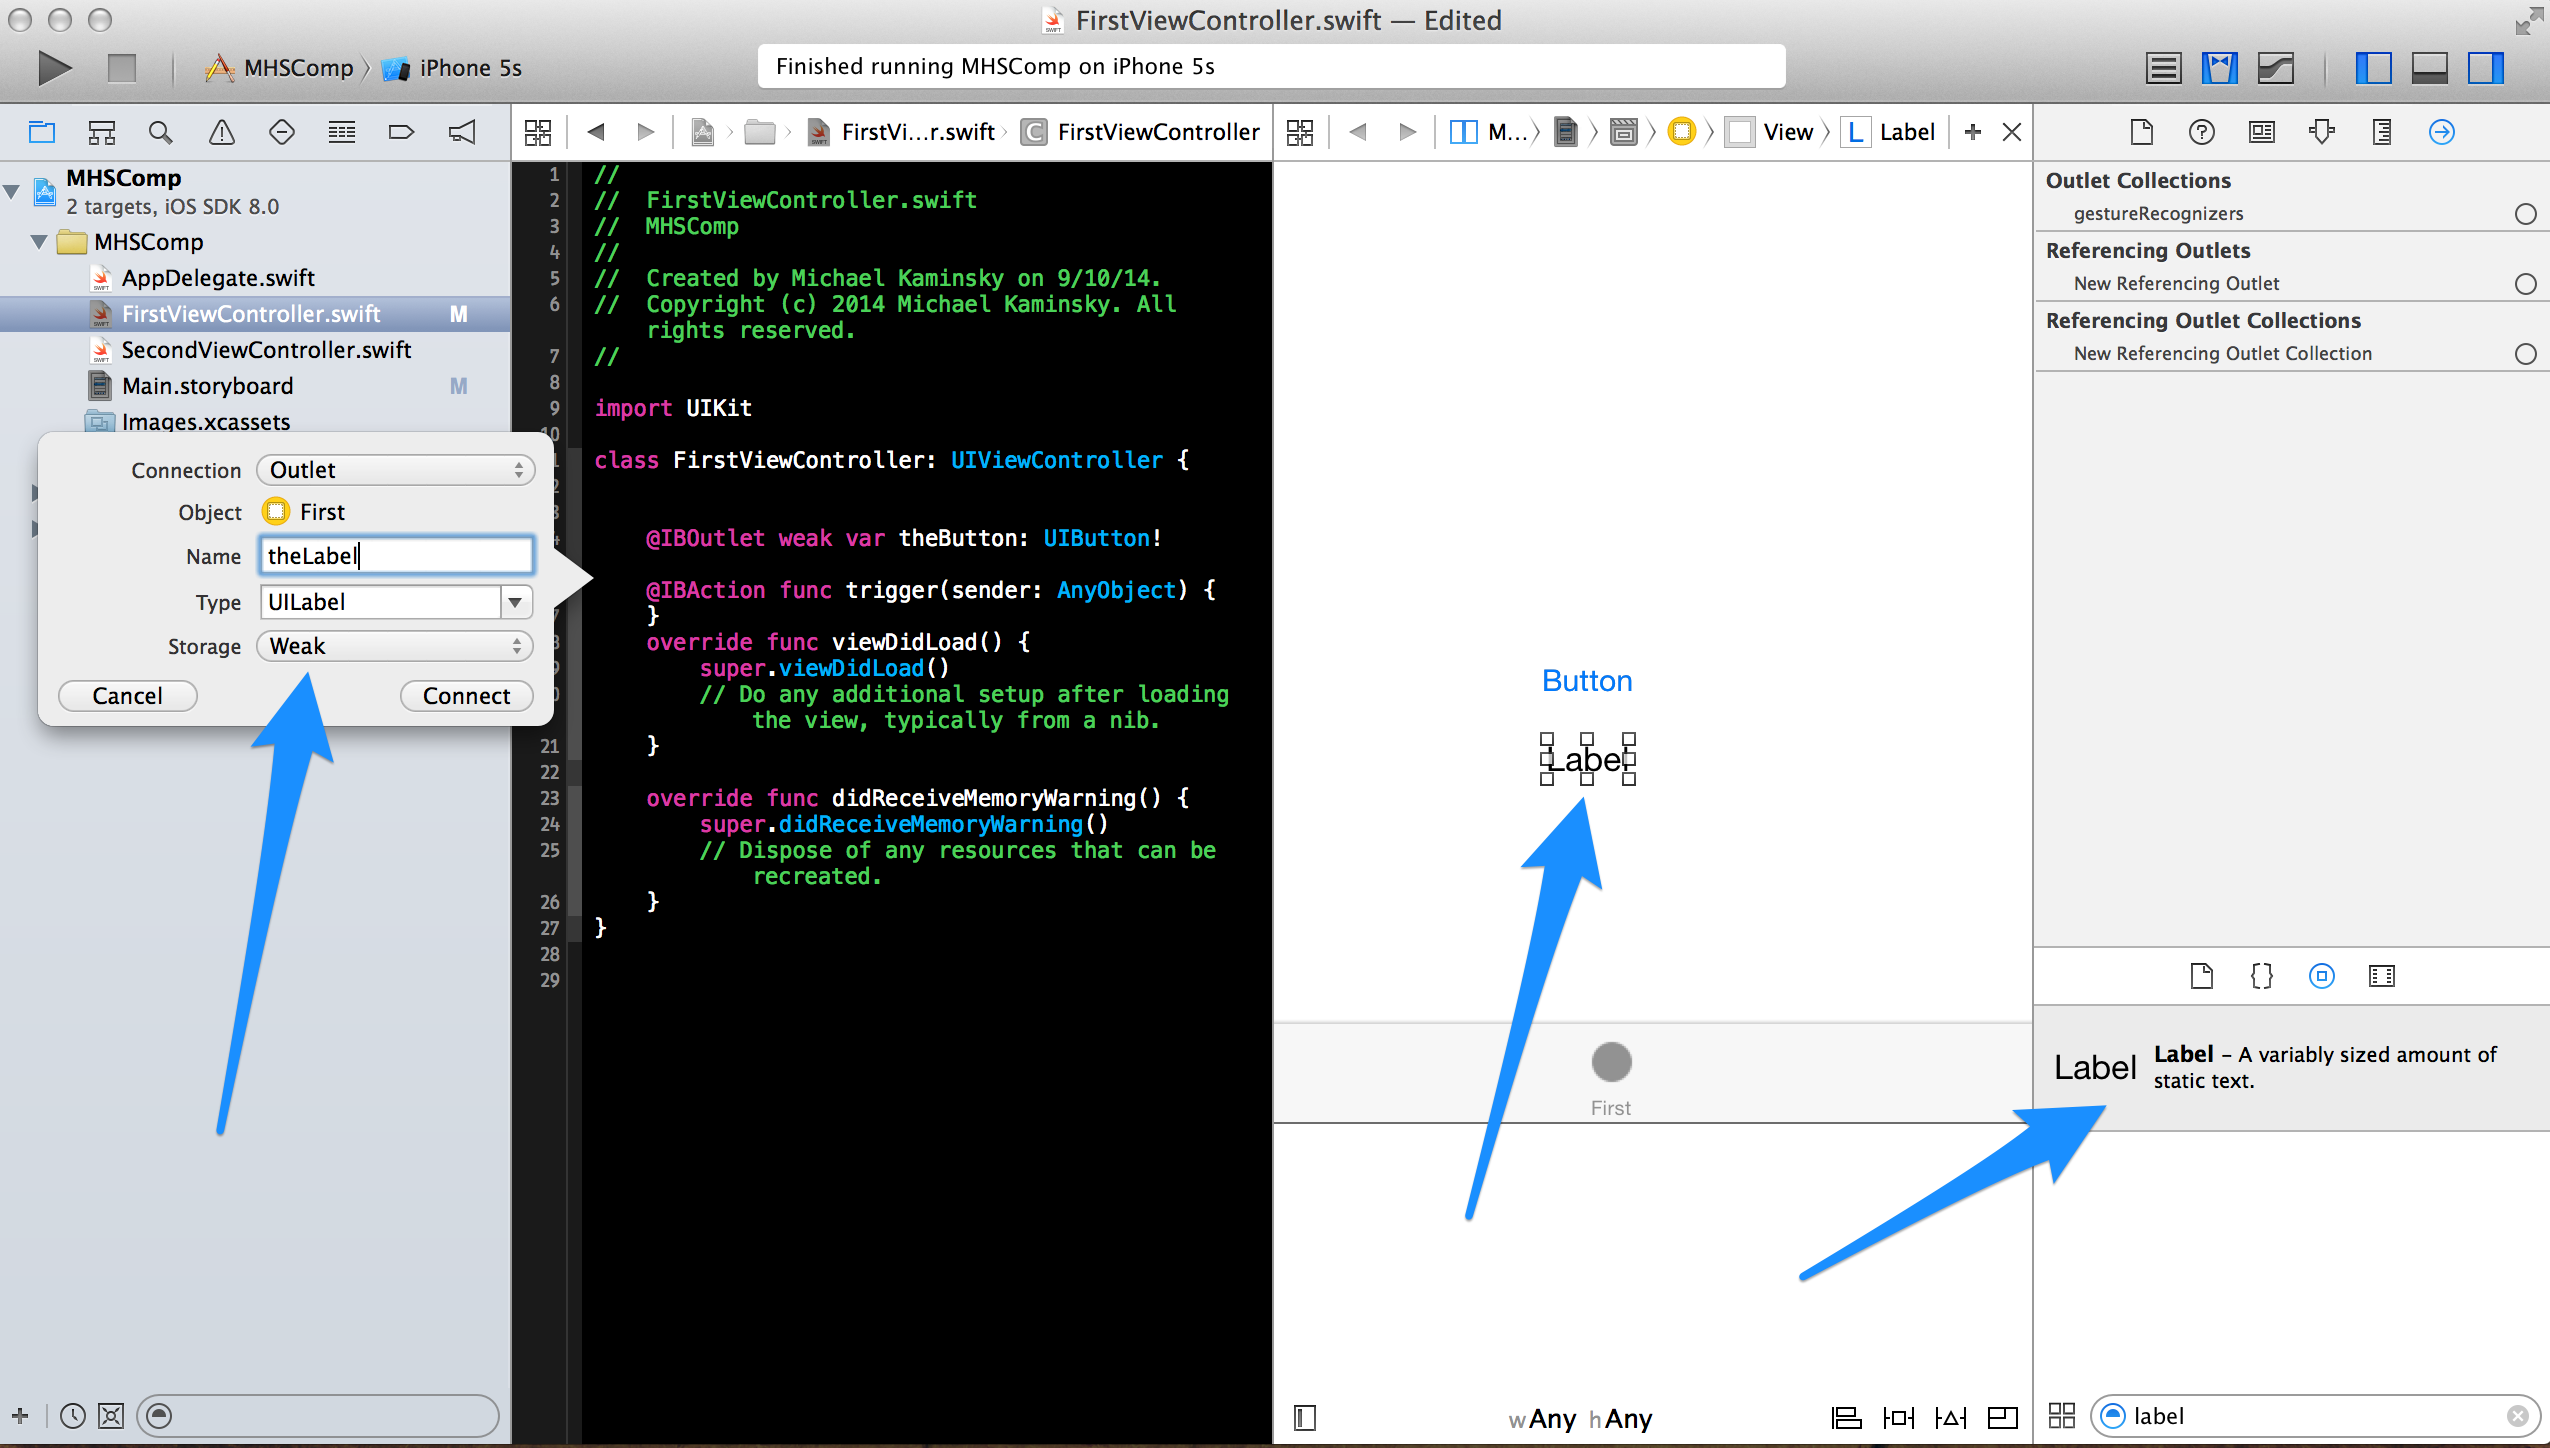 FirstViewController.swift — Edited
MHSComp
iPhone 5s
Finished running MHSComp on iPhone 5s
FirstVi...r.swift
C FirstViewController
M...
View
L Label
MHSComp
2 targets, iOS SDK 8.0
MHSComp
AppDelegate.swift
FirstViewController.swift M
SecondViewController.swift
Main.storyboard M
Images.xcassets
Connection Outlet
Object First
Name theLabel
Type UILabel
Storage Weak
Cancel Connect
1 //
2 //  FirstViewController.swift
3 //  MHSComp
4 //
5 //  Created by Michael Kaminsky on 9/10/14.
6 //  Copyright (c) 2014 Michael Kaminsky. All
rights reserved.
7 //
8
9 import UIKit
10
class FirstViewController: UIViewController {
@IBOutlet weak var theButton: UIButton!
@IBAction func trigger(sender: AnyObject) {
}
override func viewDidLoad() {
super.viewDidLoad()
// Do any additional setup after loading
the view, typically from a nib.
21 }
22
23 override func didReceiveMemoryWarning() {
24 super.didReceiveMemoryWarning()
25 // Dispose of any resources that can be
recreated.
26 }
27 }
28
29
Button
Label
First
wAny hAny
Outlet Collections
gestureRecognizers
Referencing Outlets
New Referencing Outlet
Referencing Outlet Collections
New Referencing Outlet Collection
{}
Label
Label – A variably sized amount of
static text.
label